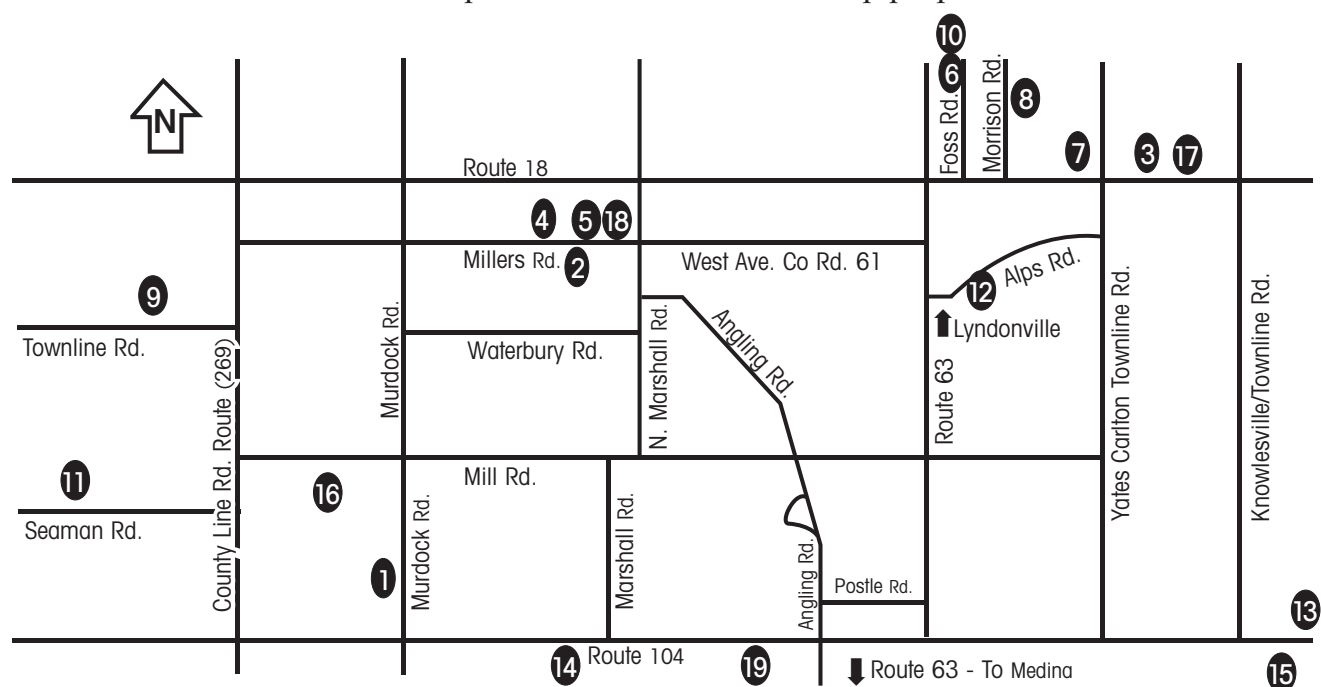 10
6
N
Foss Rd.
Morrison Rd.
8
7
3
17
Route 18
4
5
18
Millers Rd.
2
West Ave. Co Rd. 61
9
12
Alps Rd.
Townline Rd.
Murdock Rd.
Waterbury Rd.
N. Marshall Rd.
Angling Rd.
Lyndonville
Route 63
Yates Carlton Townline Rd.
Knowlesville/Townline Rd.
County Line Rd. Route (269)
11
16
Mill Rd.
Seaman Rd.
1
Murdock Rd.
Marshall Rd.
Angling Rd.
Postle Rd.
13
14
Route 104
19
Route 63 - To Medina
15